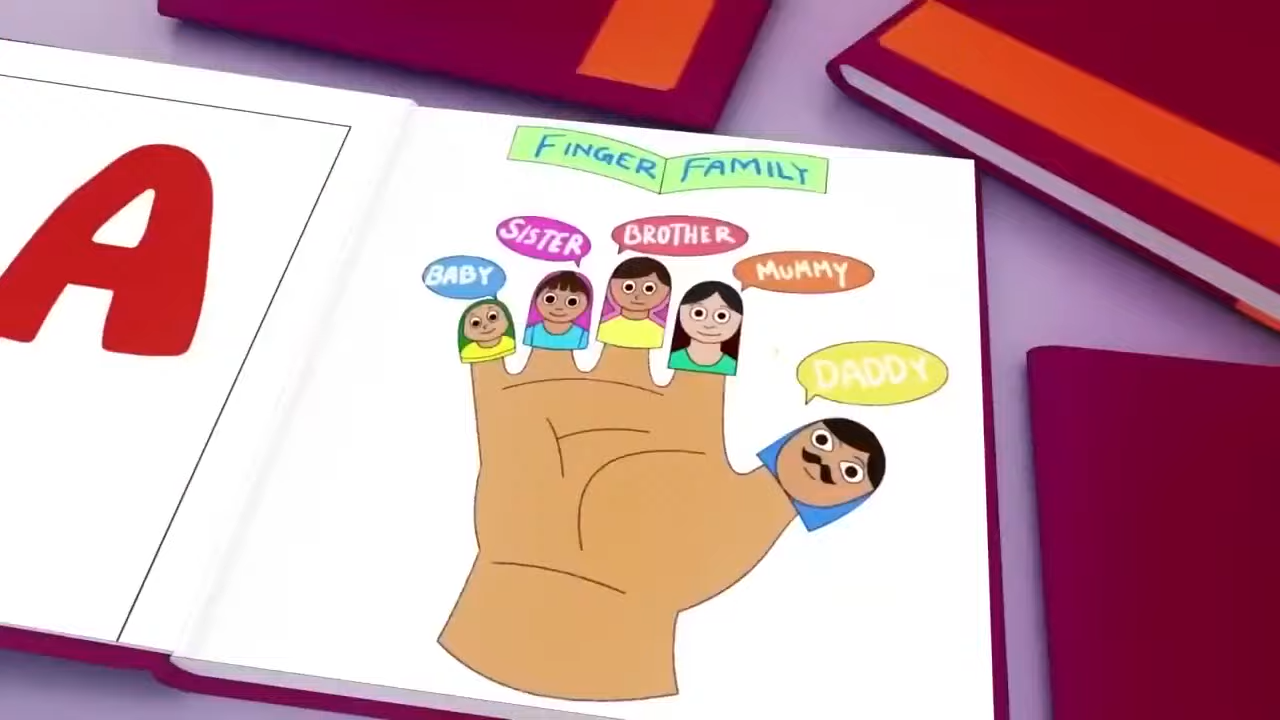 A
FINGER FAMILY
SISTER
BROTHER
BABY
MUMMY
DADDY